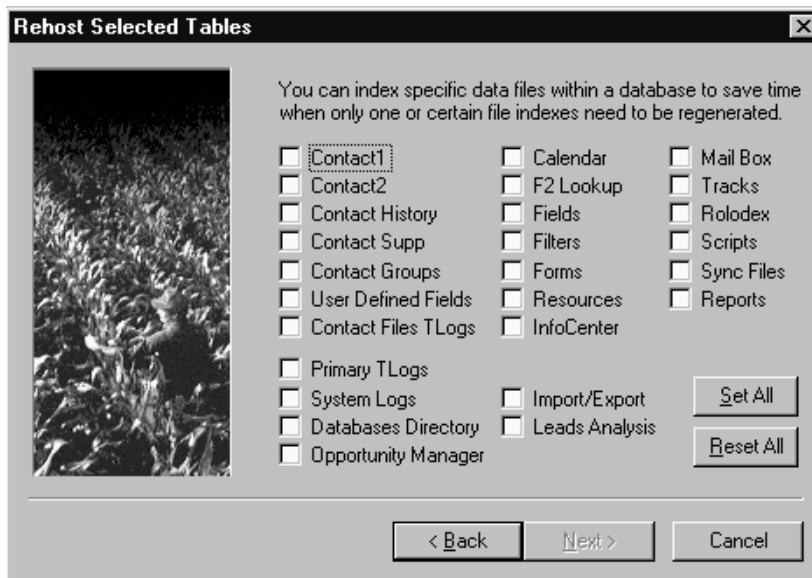 Rehost Selected Tables
You can index specific data files within a database to save time
when only one or certain file indexes need to be regenerated.
Contact1
Contact2
Contact History
Contact Supp
Contact Groups
User Defined Fields
Contact Files TLogs
Primary TLogs
System Logs
Databases Directory
Opportunity Manager
Calendar
F2 Lookup
Fields
Filters
Forms
Resources
InfoCenter
Import/Export
Leads Analysis
Mail Box
Tracks
Rolodex
Scripts
Sync Files
Reports
Set All
Reset All
< Back
Next >
Cancel